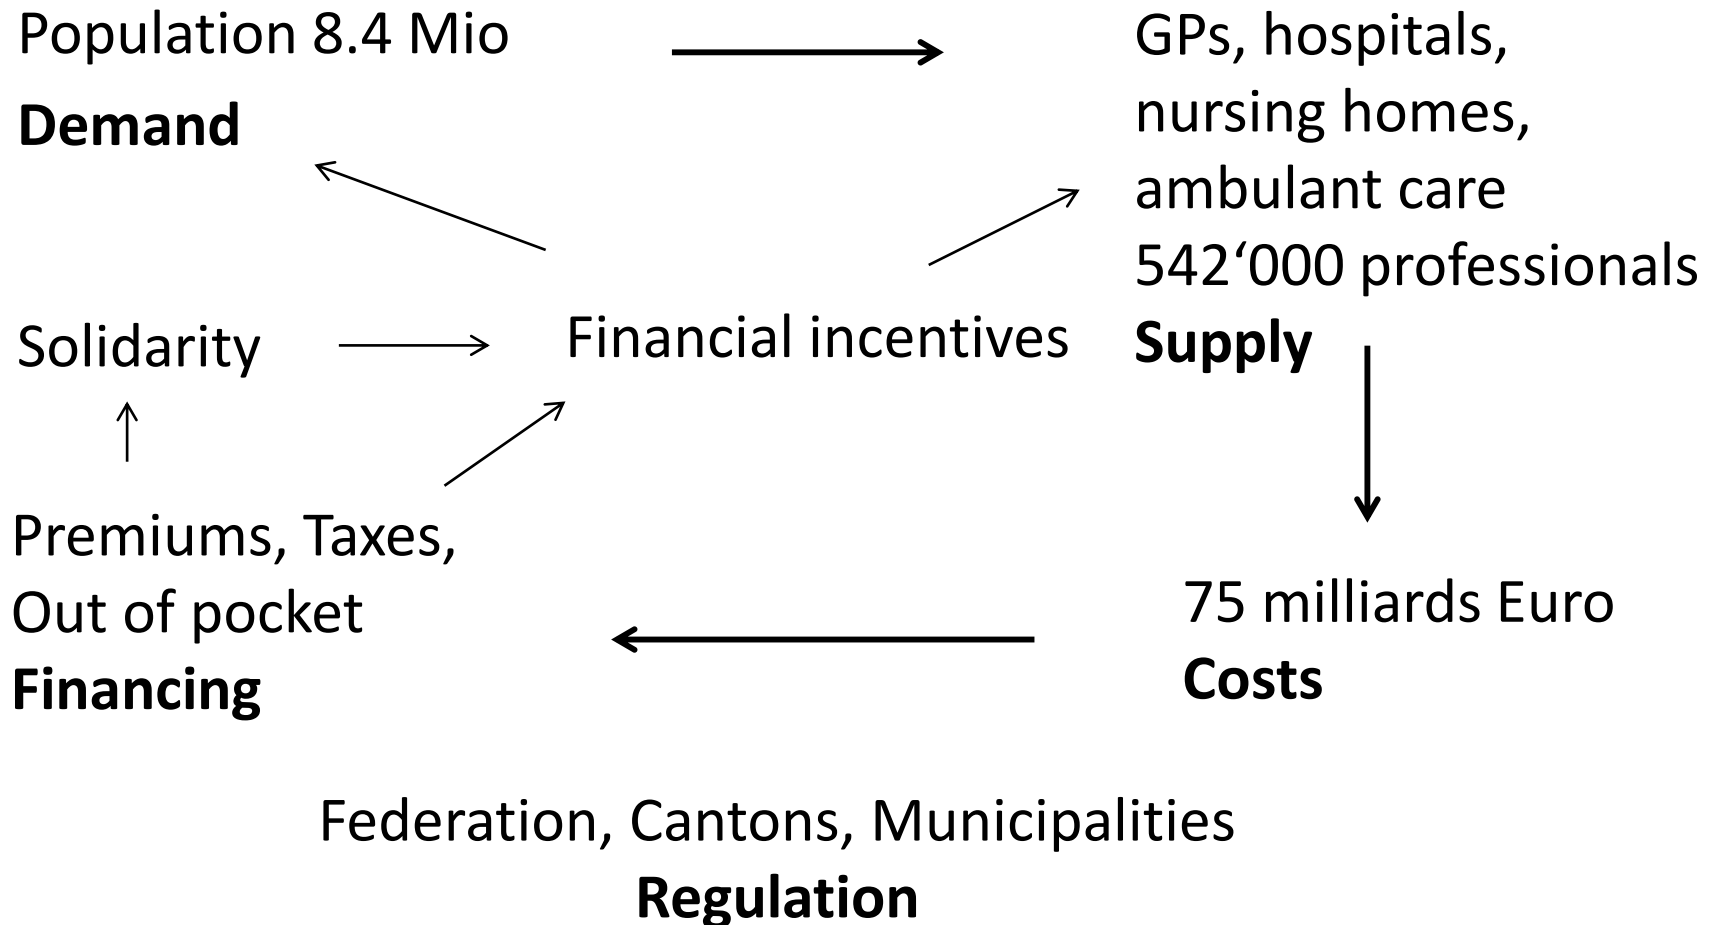 Population 8.4 Mio
Demand
GPs, hospitals,
nursing homes,
ambulant care
542‘000 professionals
Supply
Solidarity
Financial incentives
Premiums, Taxes,
Out of pocket
Financing
75 milliards Euro
Costs
Federation, Cantons, Municipalities
Regulation